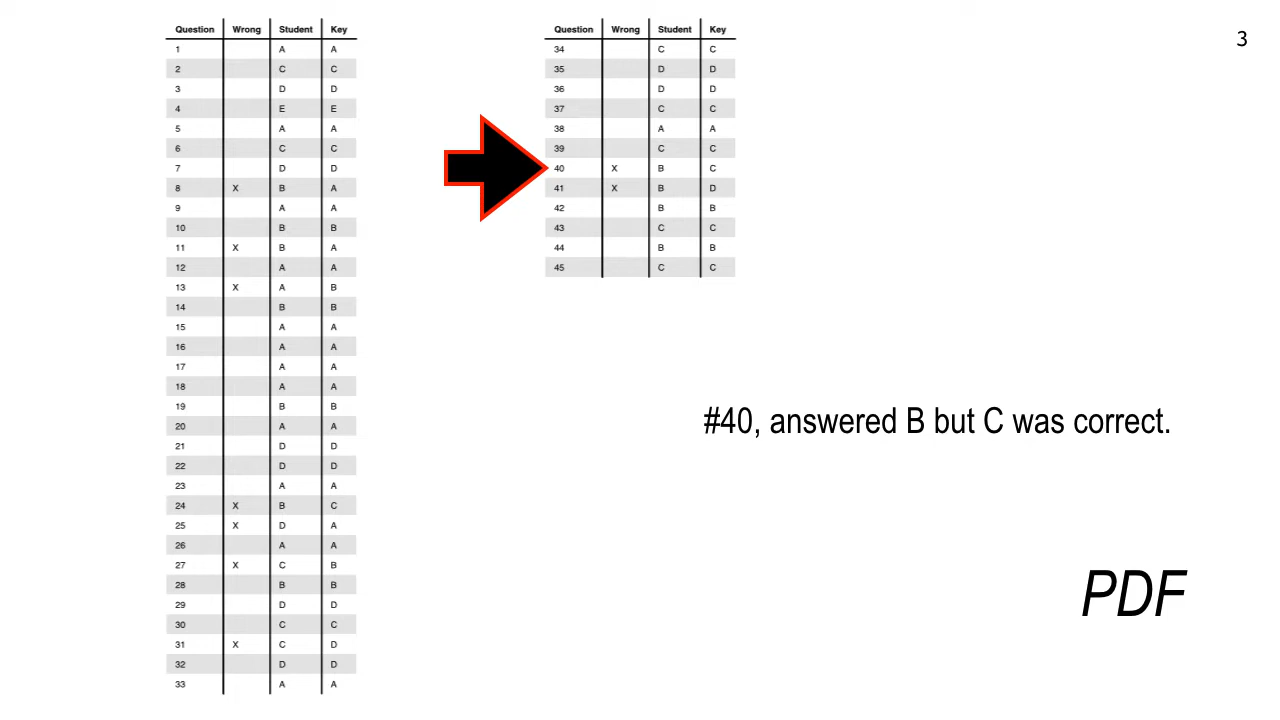 Question Wrong Student Key
1 A A
2 C C
3 D D
4 E E
5 A A
6 C C
7 D D
8 X B A
9 A A
10 B B
11 X B A
12 A A
13 X A B
14 B B
15 A A
16 A A
17 A A
18 A A
19 B B
20 A A
21 D D
22 D D
23 A A
24 X B C
25 X D A
26 A A
27 X C B
28 B B
29 D D
30 C C
31 X C D
32 D D
33 A A
Question Wrong Student Key
34 C C
35 D D
36 D D
37 C C
38 A A
39 C C
40 X B C
41 X B D
42 B B
43 C C
44 B B
45 C C
3
#40, answered B but C was correct.
PDF